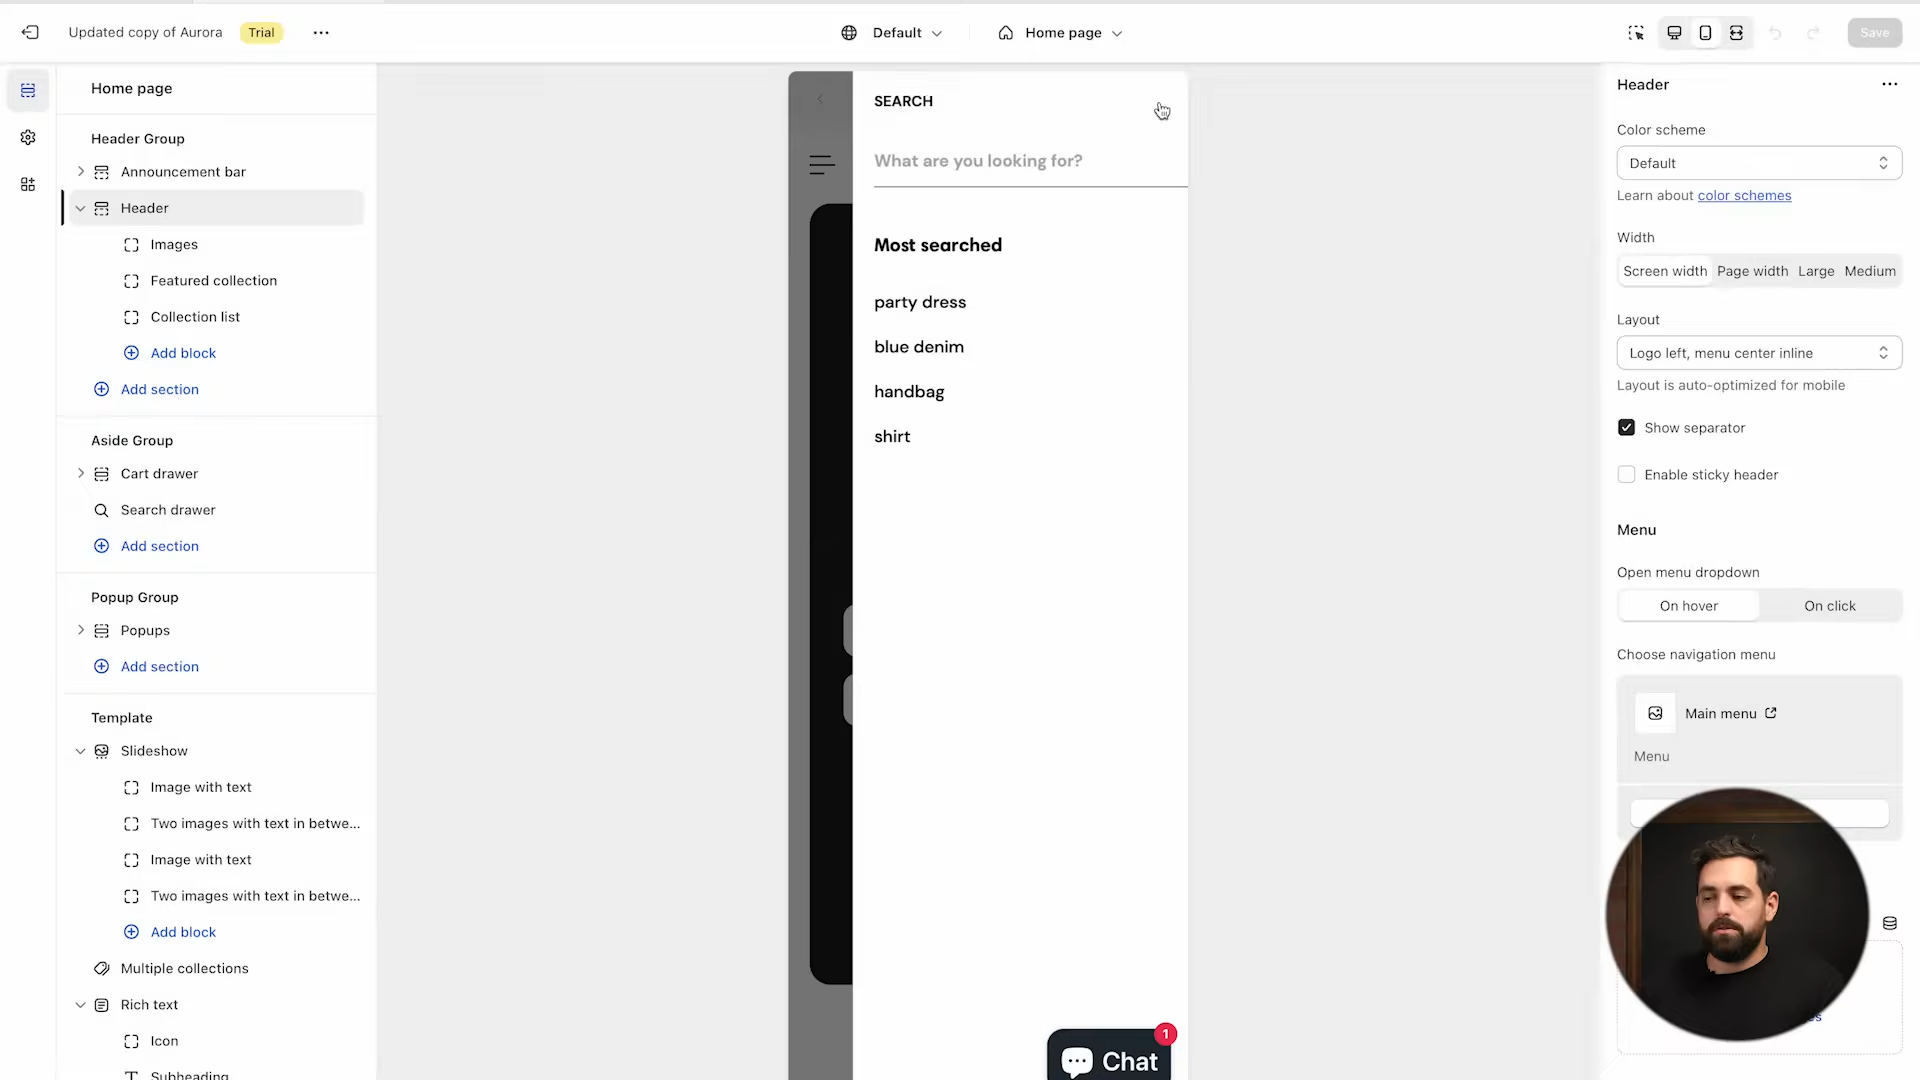 Updated copy of Aurora
Trial
Default
Home page
Save
Home page
Header Group
Announcement bar
Header
Images
Featured collection
Collection list
Add block
Add section
Aside Group
Cart drawer
Search drawer
Add section
Popup Group
Popups
Add section
Template
Slideshow
Image with text
Two images with text in betwe...
Image with text
Two images with text in betwe...
Add block
Multiple collections
Rich text
Icon
Subheading
SEARCH
What are you looking for?
Most searched
party dress
blue denim
handbag
shirt
1
Chat
Header
Color scheme
Default
Learn about color schemes
Width
Screen width Page width Large Medium
Layout
Logo left, menu center inline
Layout is auto-optimized for mobile
Show separator
Enable sticky header
Menu
Open menu dropdown
On hover On click
Choose navigation menu
Main menu
Menu